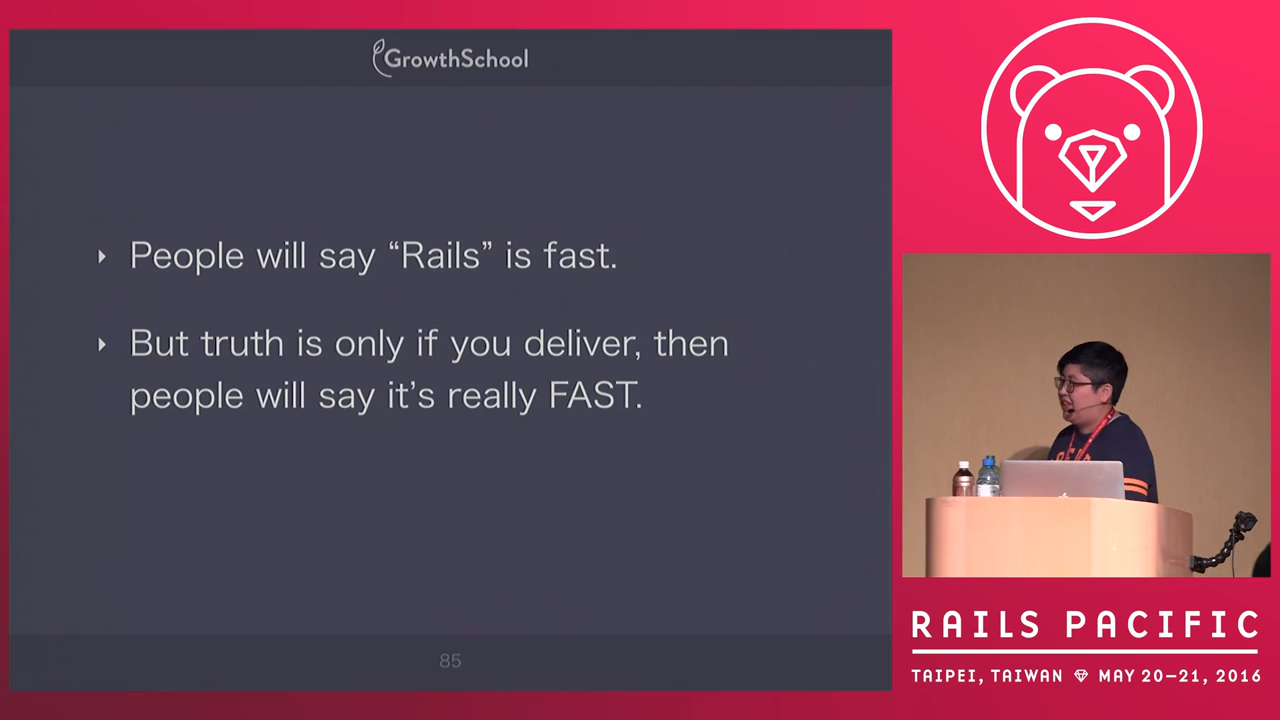 GrowthSchool
People will say “Rails” is fast.
But truth is only if you deliver, then
people will say it’s really FAST.
85
RAILS PACIFIC
TAIPEI, TAIWAN MAY 20–21, 2016